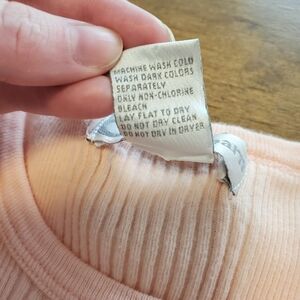 MACHINE WASH COLD
WASH DARK COLORS
SEPARATELY
ONLY NON-CHLORINE
BLEACH
LAY FLAT TO DRY
DO NOT DRY CLEAN
DO NOT DRY IN DRYER